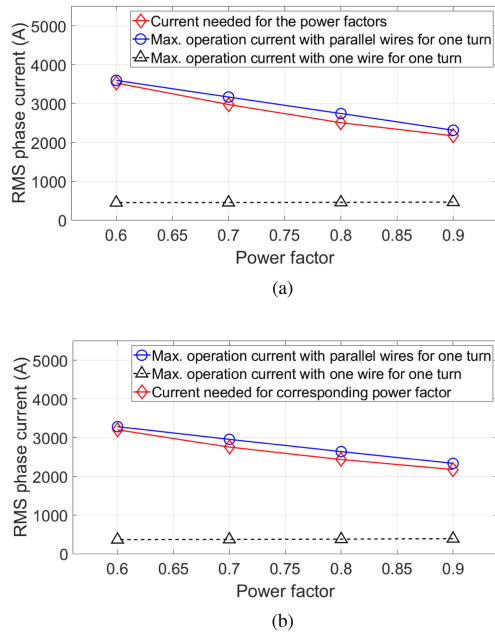 Current needed for the power factors
Max. operation current with parallel wires for one turn
Max. operation current with one wire for one turn
RMS phase current (A)
5000
4000
3000
2000
1000
0
0.6 0.65 0.7 0.75 0.8 0.85 0.9
Power factor
(a)
Max. operation current with parallel wires for one turn
Max. operation current with one wire for one turn
Current needed for corresponding power factor
RMS phase current (A)
5000
4000
3000
2000
1000
0
0.6 0.65 0.7 0.75 0.8 0.85 0.9
Power factor
(b)